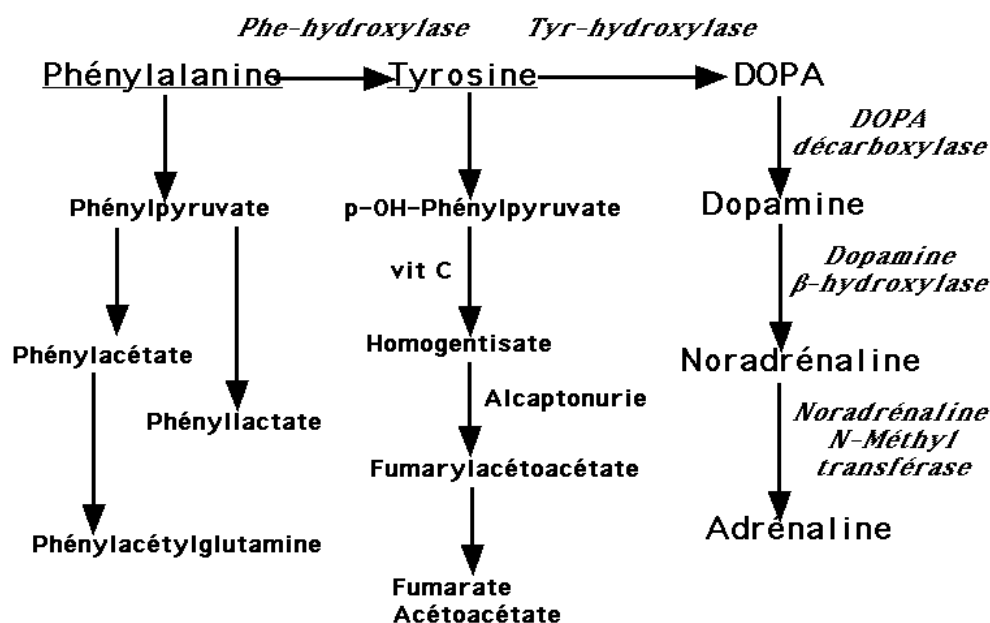 Phe-hydroxylase Tyr-hydroxylase
Phénylalanine Tyrosine DOPA
DOPA
décarboxylase
Phénylpyruvate p-OH-Phénylpyruvate Dopamine
vit C
Dopamine
β-hydroxylase
Homogentisate
Phénylacétate
Noradrénaline
Alcaptonurie
Phényllactate
Noradrénaline
N-Méthyl
transférase
Fumarylacétoacétate
Adrénaline
Phénylacétylglutamine
Fumarate
Acétoacétate